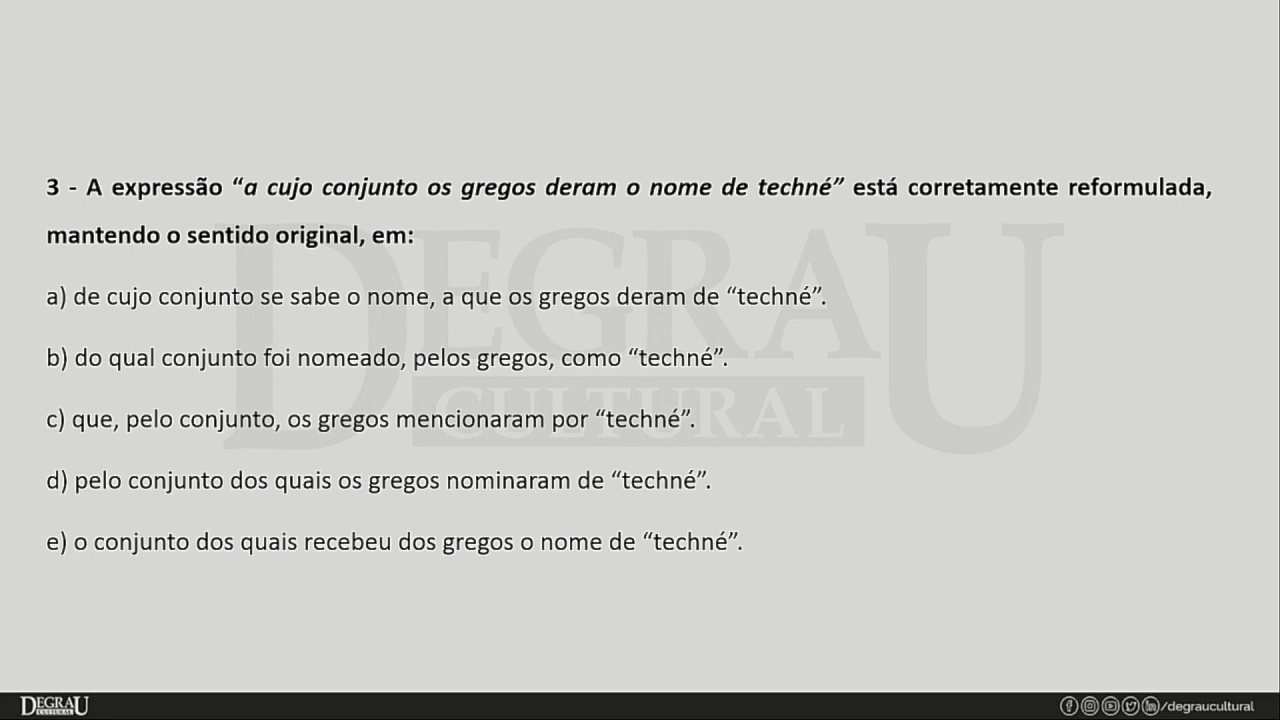 3 - A expressão “a cujo conjunto os gregos deram o nome de techné” está corretamente reformulada,
mantendo o sentido original, em:
a) de cujo conjunto se sabe o nome, a que os gregos deram de “techné”.
b) do qual conjunto foi nomeado, pelos gregos, como “techné”.
c) que, pelo conjunto, os gregos mencionaram por “techné”.
d) pelo conjunto dos quais os gregos nominaram de “techné”.
e) o conjunto dos quais recebeu dos gregos o nome de “techné”.
DEGRAU
CULTURAL
DEGRAU
CULTURAL
/degraucultural